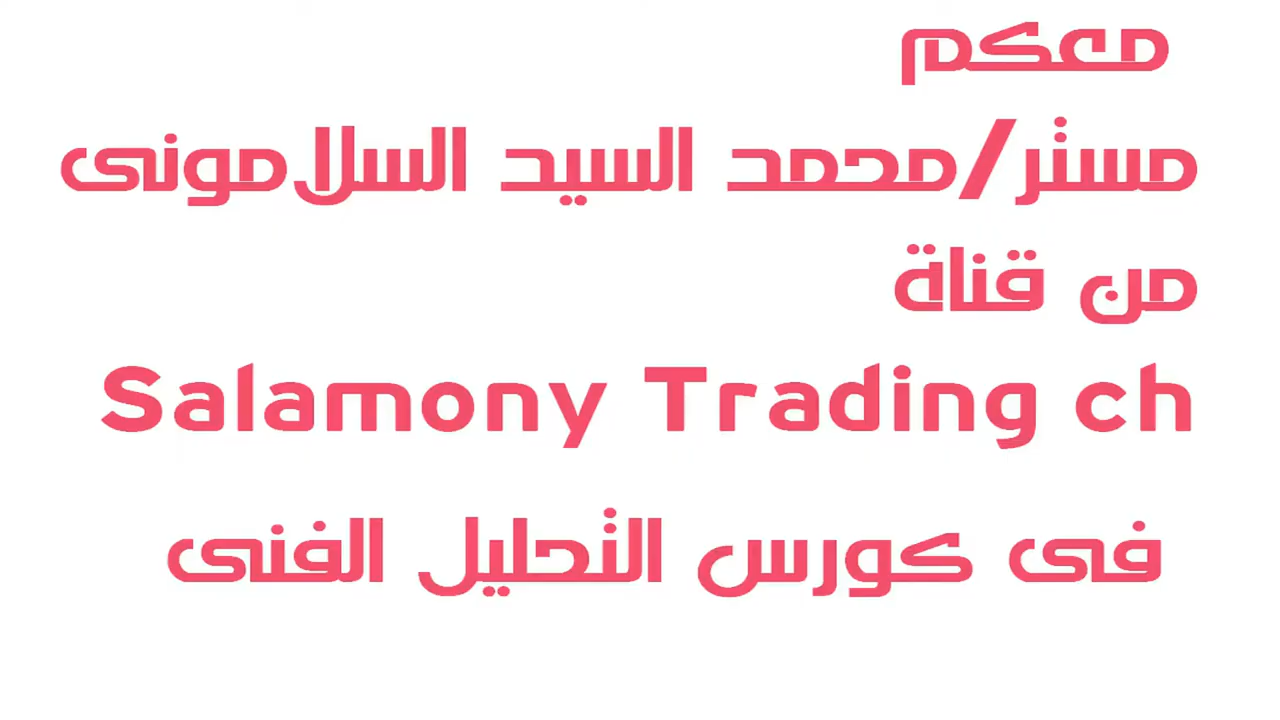 معكم
مستر/محمد السيد السلامونى
من قناة
Salamony Trading ch
فى كورس التحليل الفنى